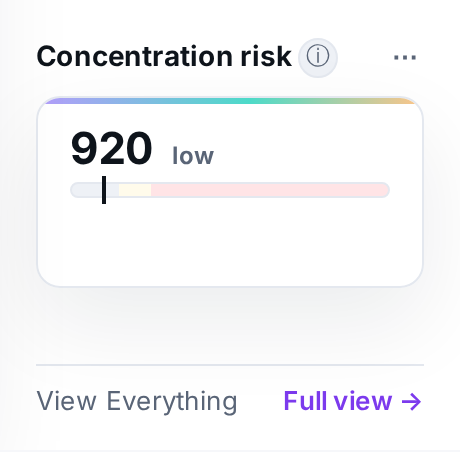 Concentration risk ⓘ ...
920 low
View Everything Full view →